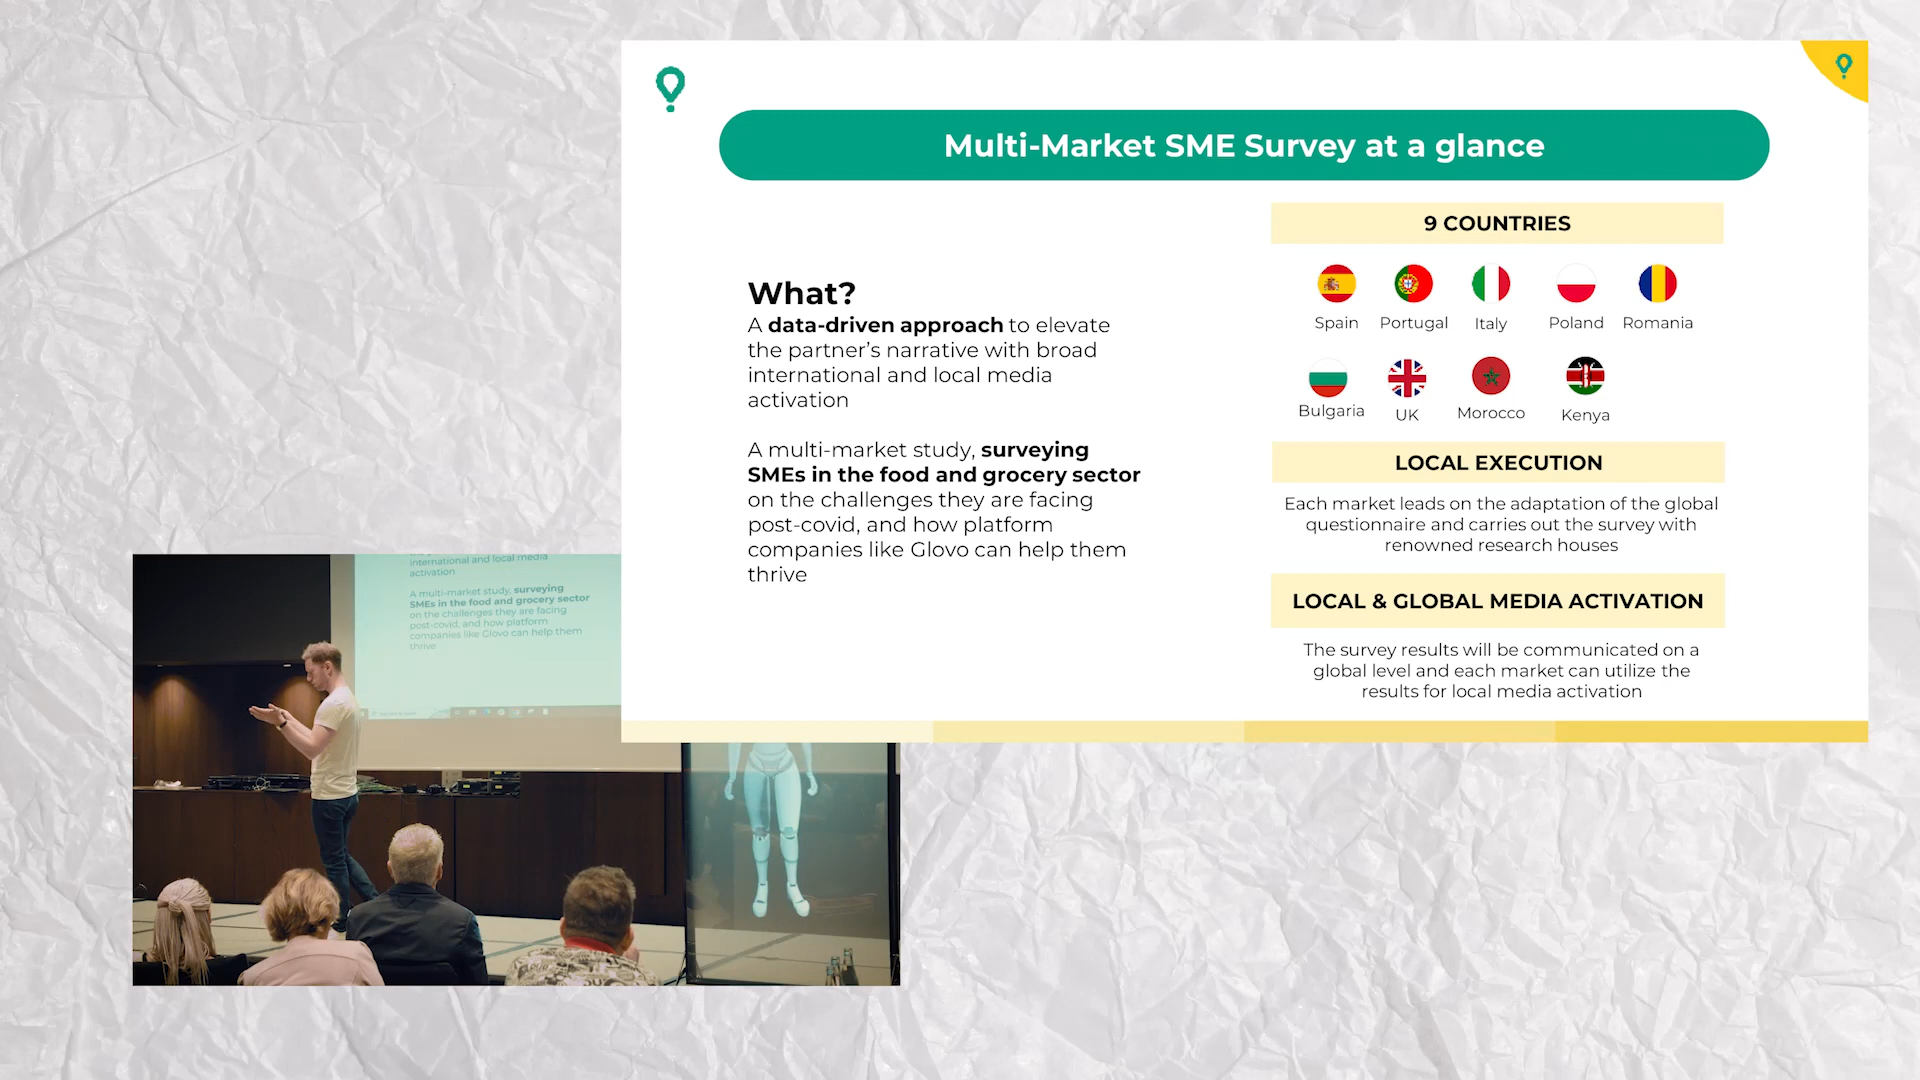 Multi-Market SME Survey at a glance
What?
A data-driven approach to elevate
the partner's narrative with broad
international and local media
activation
A multi-market study, surveying
SMEs in the food and grocery sector
on the challenges they are facing
post-covid, and how platform
companies like Glovo can help them
thrive
9 COUNTRIES
Spain Portugal Italy Poland Romania
Bulgaria UK Morocco Kenya
LOCAL EXECUTION
Each market leads on the adaptation of the global
questionnaire and carries out the survey with
renowned research houses
LOCAL & GLOBAL MEDIA ACTIVATION
The survey results will be communicated on a
global level and each market can utilize the
results for local media activation
international and local media
activation
A multi-market study, surveying
SMEs in the food and grocery sector
on the challenges they are facing
post-covid, and how platform
companies like Glovo can help them
thrive